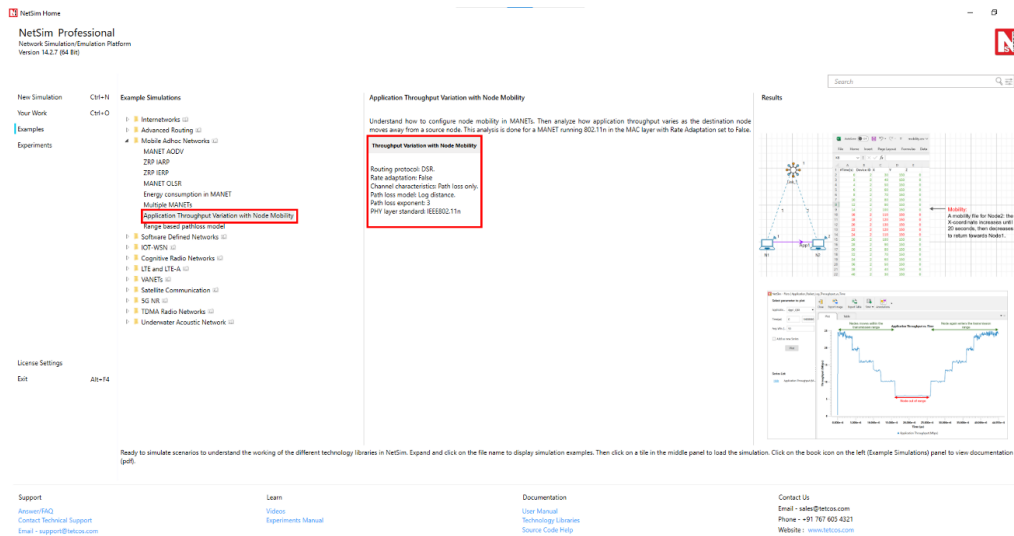 NetSim Home
NetSim Professional
Network Simulation/Emulation Platform
Version 14.2.7 (64 Bit)
Search
New Simulation Ctrl+N
Your Work Ctrl+O
Examples
Experiments
License Settings
Exit Alt+F4
Example Simulations
Internetworks
Advanced Routing
Mobile Adhoc Networks
MANET AODV
ZRP IARP
ZRP IERP
MANET OLSR
Energy consumption in MANET
Multiple MANETs
Application Throughput Variation with Node Mobility
Range based pathloss model
Software Defined Networks
IOT-WSN
Cognitive Radio Networks
LTE and LTE-A
VANETs
Satellite Communication
5G NR
TDMA Radio Networks
Underwater Acoustic Network
Application Throughput Variation with Node Mobility
Understand how to configure node mobility in MANETs. Then analyze how application throughput varies as the destination node
moves away from a source node. This analysis is done for a MANET running 802.11n in the MAC layer with Rate Adaptation set to False.
Throughput Variation with Node Mobility
Routing protocol: DSR.
Rate adaptation: False
Channel characteristics: Path loss only.
Path loss model: Log distance.
Path loss exponent: 3
PHY layer standard: IEEE802.11n
Results
Mobility
A mobility file for Node2: the
X-coordinate increases until
20 seconds, then decreases
to return towards Node1.
N1
N2
Application Throughput vs Time
Node out of range
Ready to simulate scenarios to understand the working of the different technology libraries in NetSim. Expand and click on the file name to display simulation examples. Then click on a tile in the middle panel to load the simulation. Click on the book icon on the left (Example Simulations) panel to view documentation
(pdf).
Support
Answer/FAQ
Contact Technical Support
Email - support@tetcos.com
Learn
Videos
Experiments Manual
Documentation
User Manual
Technology Libraries
Source Code Help
Contact Us
Email - sales@tetcos.com
Phone - +91 767 605 4321
Website : www.tetcos.com